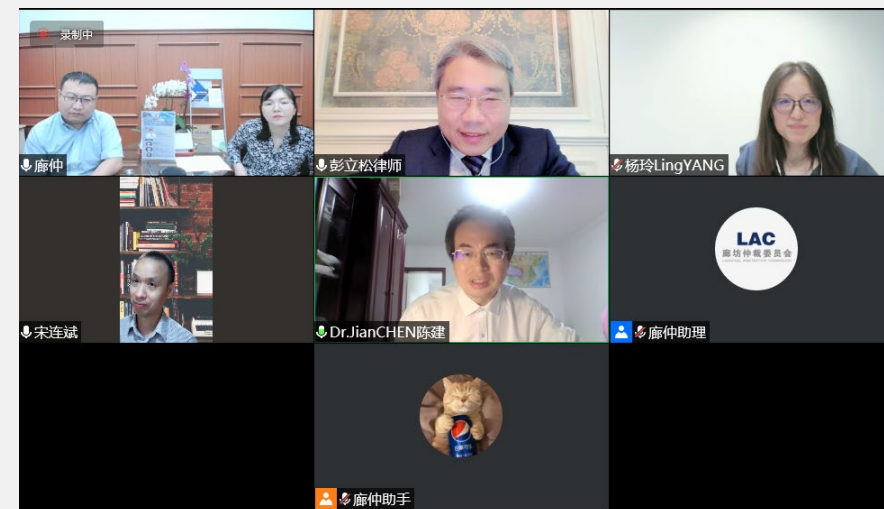 录制中
廊仲
彭立松律师
杨玲LingYANG
宋连斌
Dr.JianCHEN陈建
LAC
廊坊仲裁委员会
廊仲助理
廊仲助手